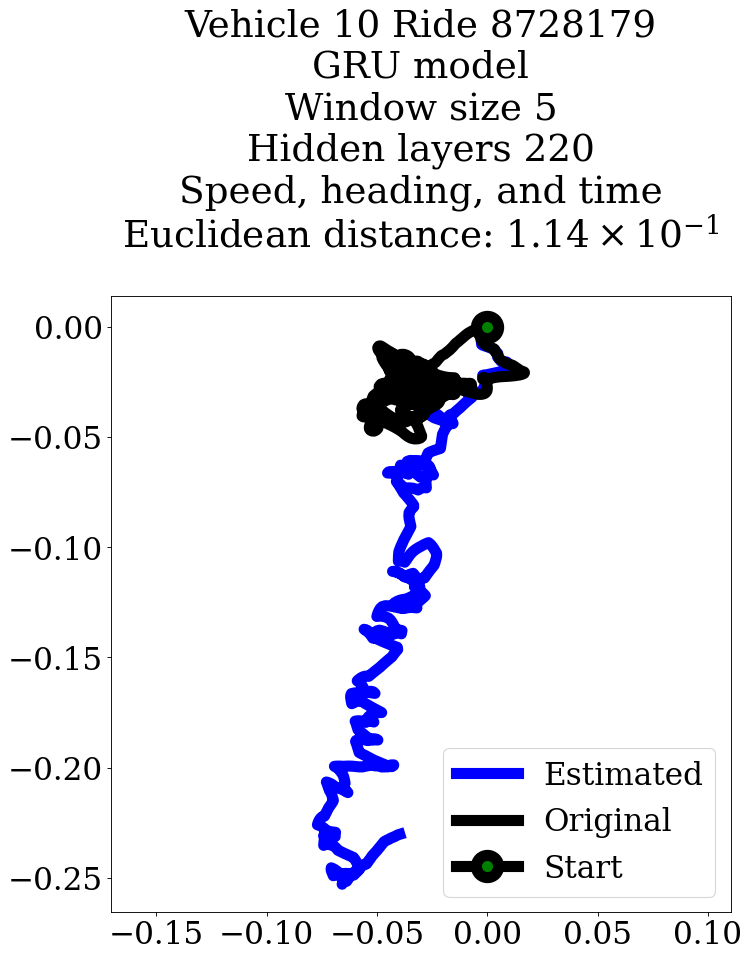 Vehicle 10 Ride 8728179
GRU model
Window size 5
Hidden layers 220
Speed, heading, and time
Euclidean distance: 1.14 × 10⁻¹
0.00
−0.05
−0.10
−0.15
−0.20
−0.25
Estimated
Original
Start
−0.15 −0.10 −0.05 0.00 0.05 0.10